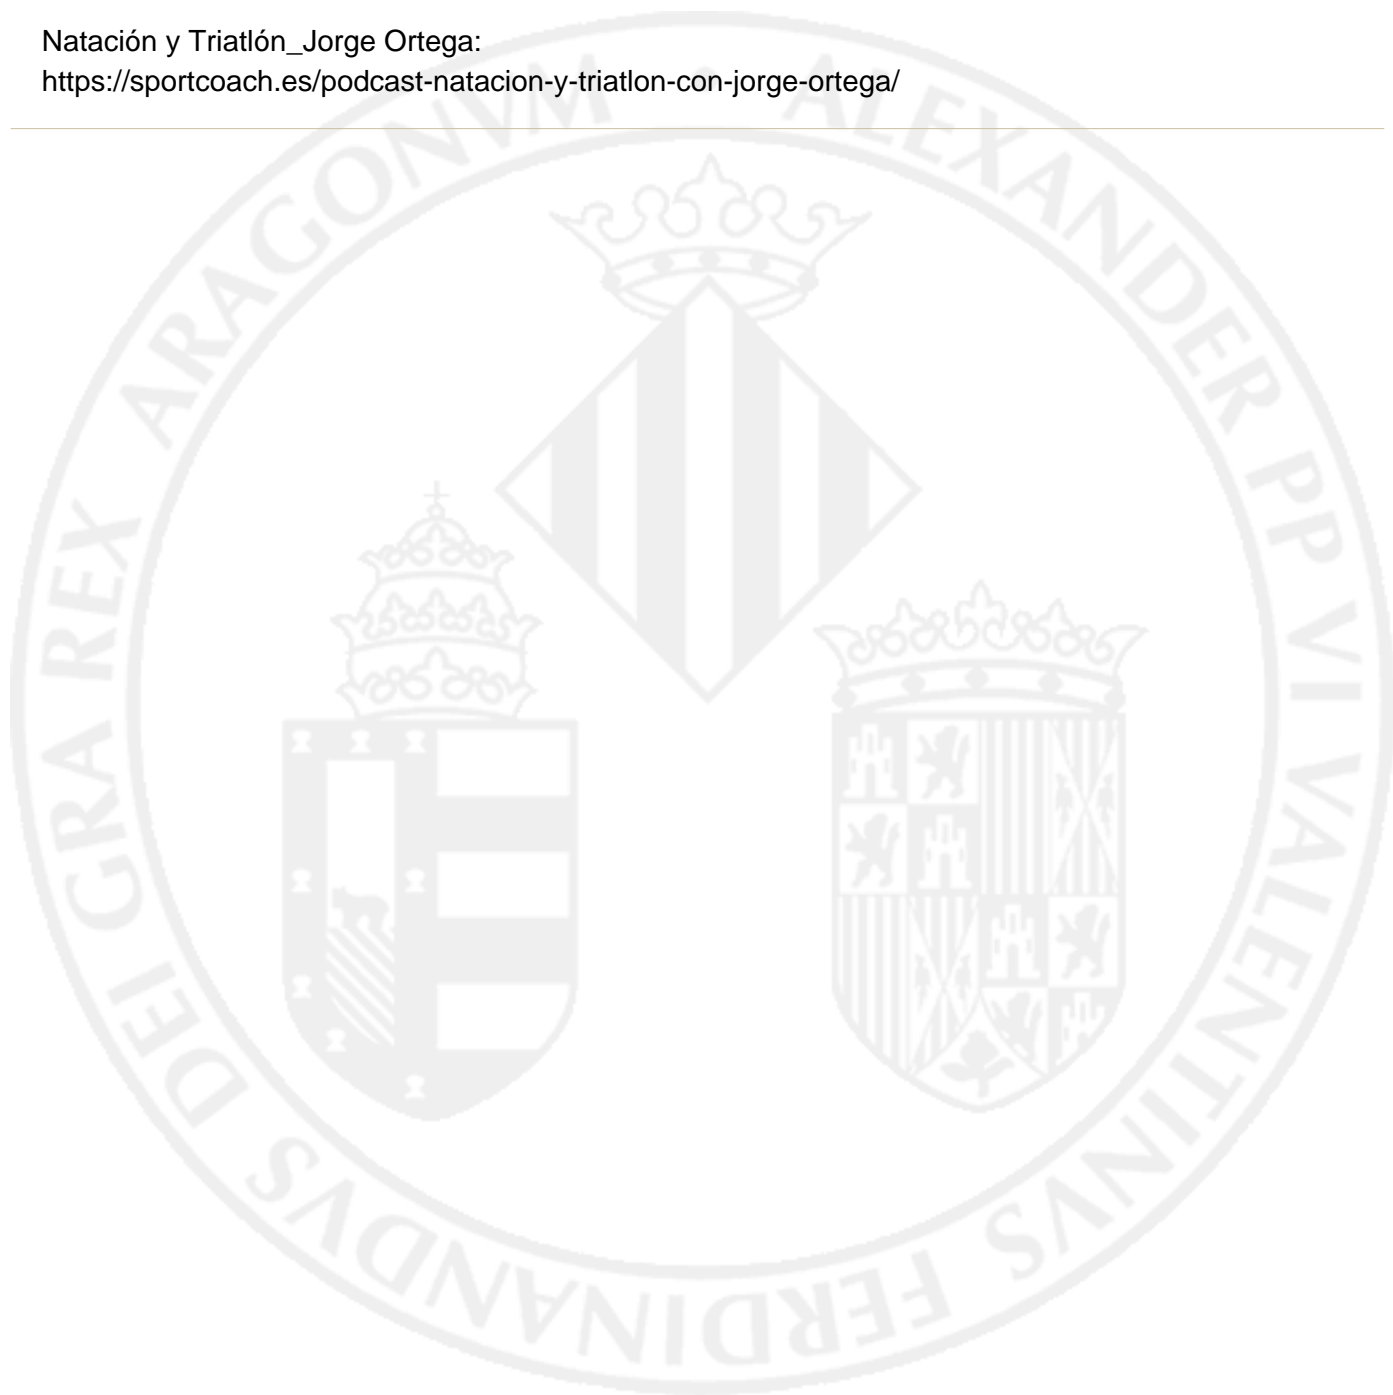 Natación y Triatlón_Jorge Ortega:
https://sportcoach.es/podcast-natacion-y-triatlon-con-jorge-ortega/
ALEXANDER PP VI VALENTINVS FERDINANDVS DEI GRA REX ARAGONVM